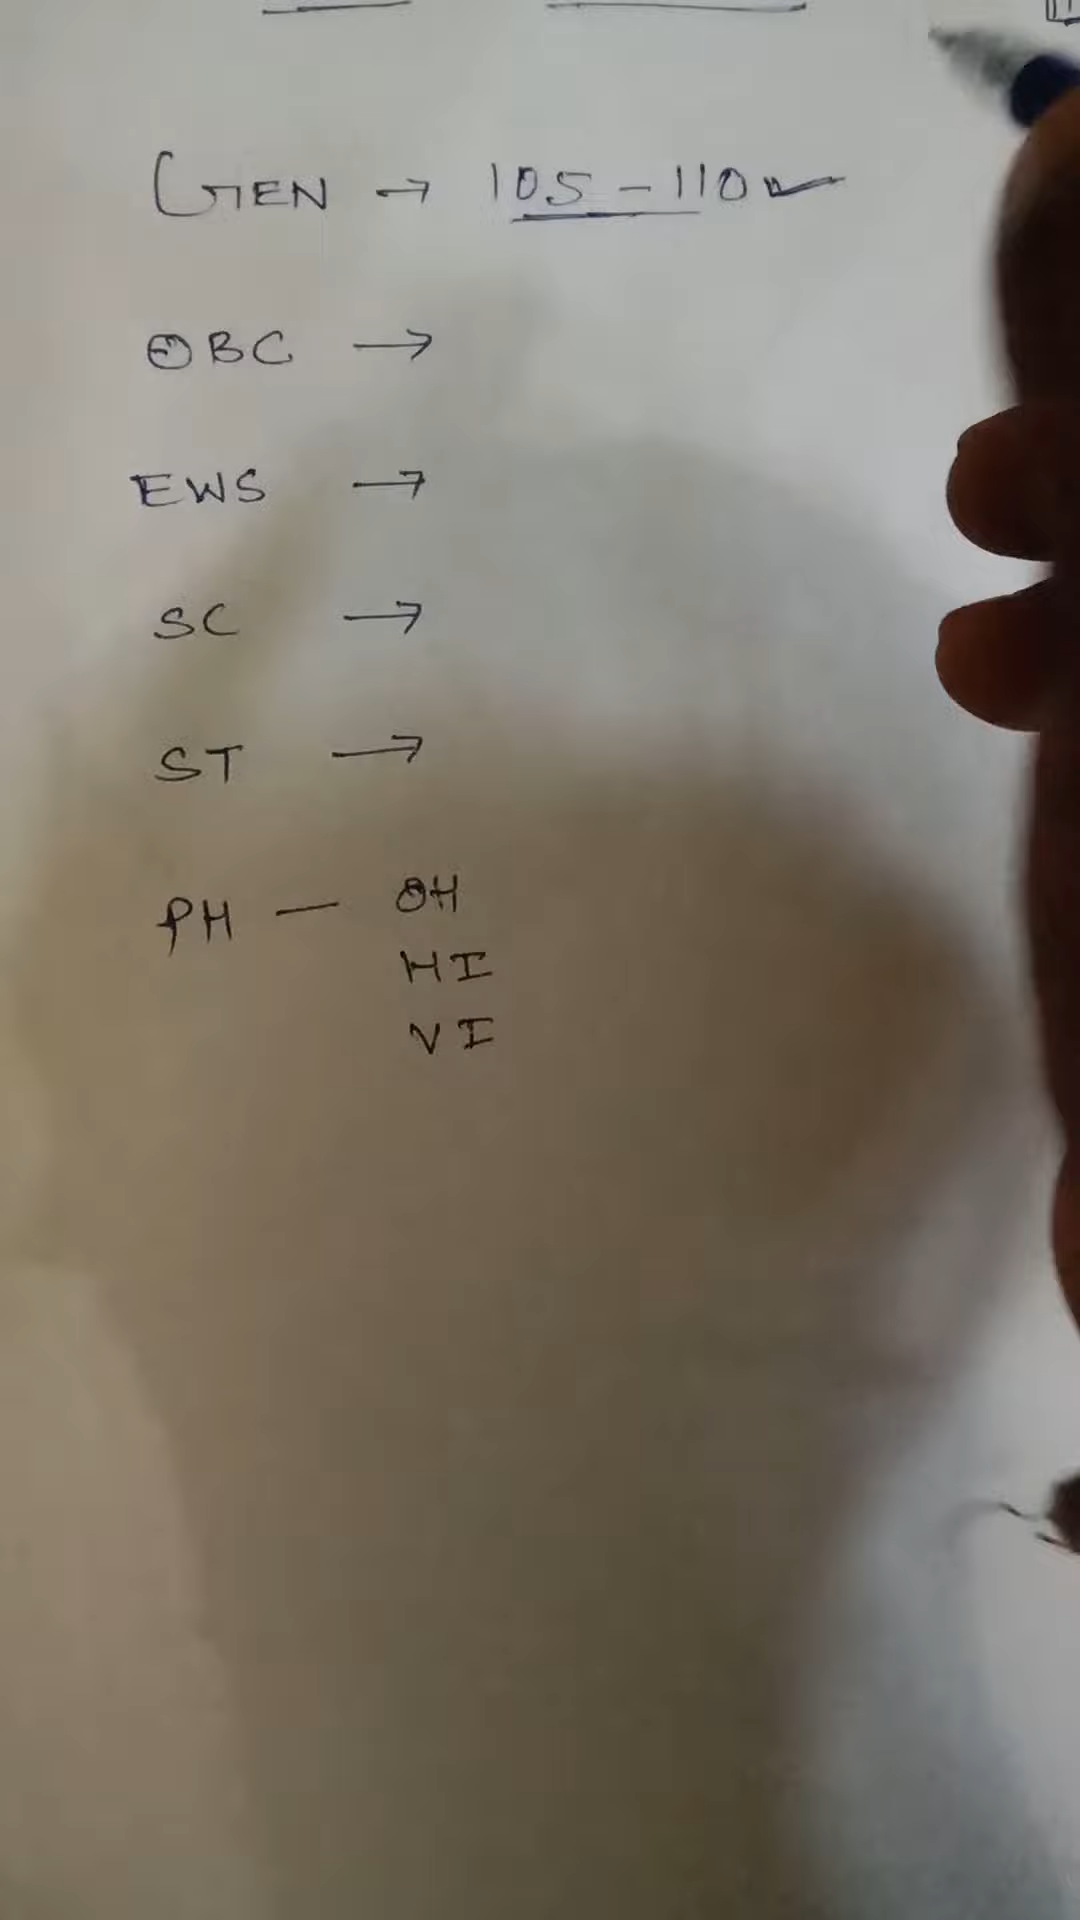 GEN → 105 - 110 ✓
OBC →
EWS →
SC →
ST →
PH — OH
HI
VI